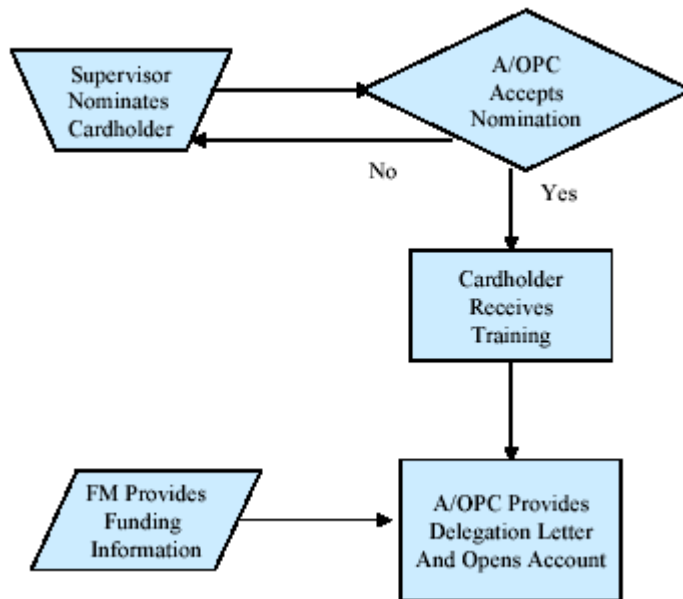 Supervisor
Nominates
Cardholder
A/OPC
Accepts
Nomination
No
Yes
Cardholder
Receives
Training
FM Provides
Funding
Information
A/OPC Provides
Delegation Letter
And Opens Account